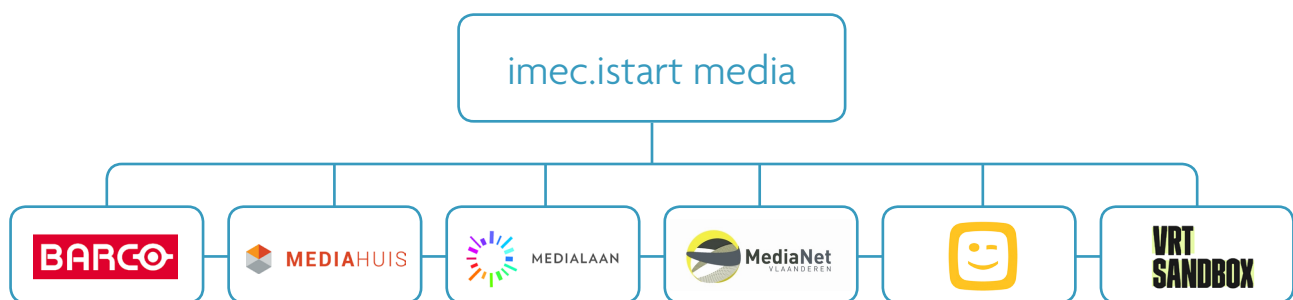 imec.istart media
BARCO
MEDIAHUIS
MEDIALAAN
MediaNet
VLAANDEREN
VRT
SANDBOX